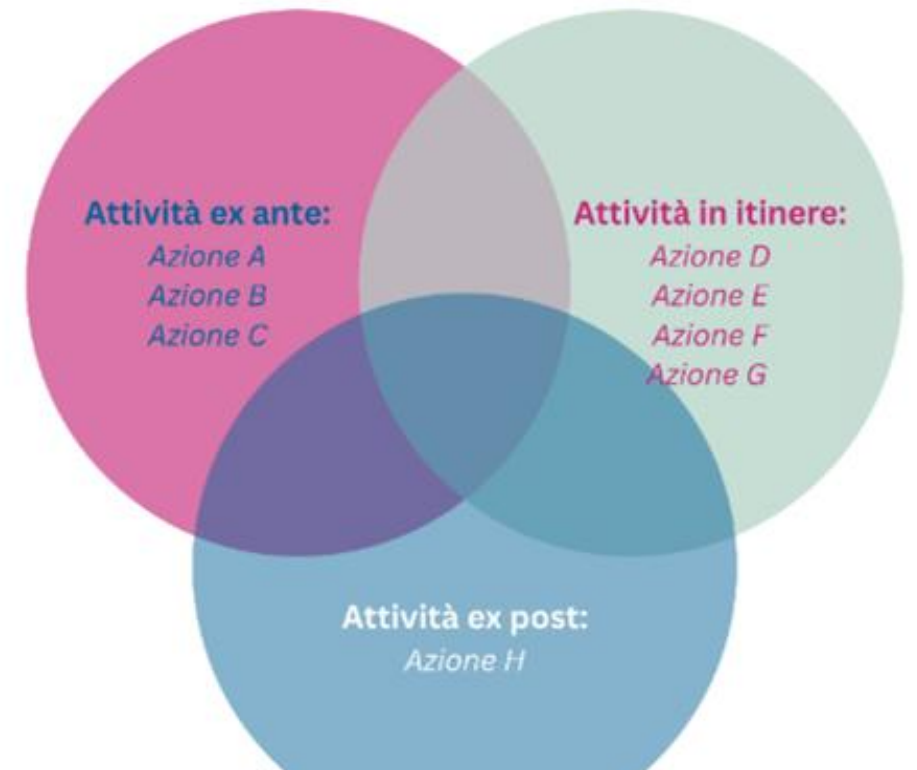 Attività ex ante:
Azione A
Azione B
Azione C
Attività in itinere:
Azione D
Azione E
Azione F
Azione G
Attività ex post:
Azione H